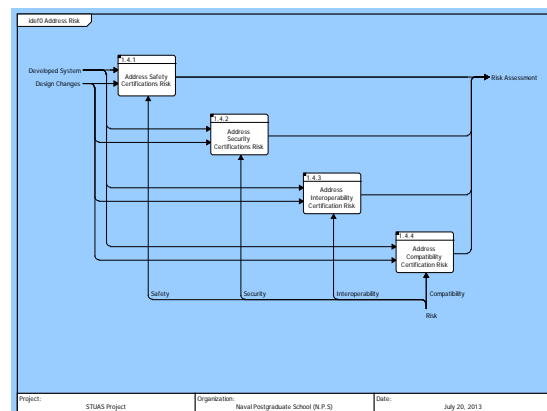 idef0 Address Risk
1.4.1
Developed System
Address Safety
Certifications Risk
Risk Assessment
Design Changes
1.4.2
Address
Security
Certifications Risk
1.4.3
Address
Interoperability
Certification Risk
1.4.4
Address
Compatibility
Certification Risk
Safety
Security
Interoperability
Compatibility
Risk
Project:
STUAS Project
Organization:
Naval Postgraduate School (N.P.S)
Date:
July 20, 2013